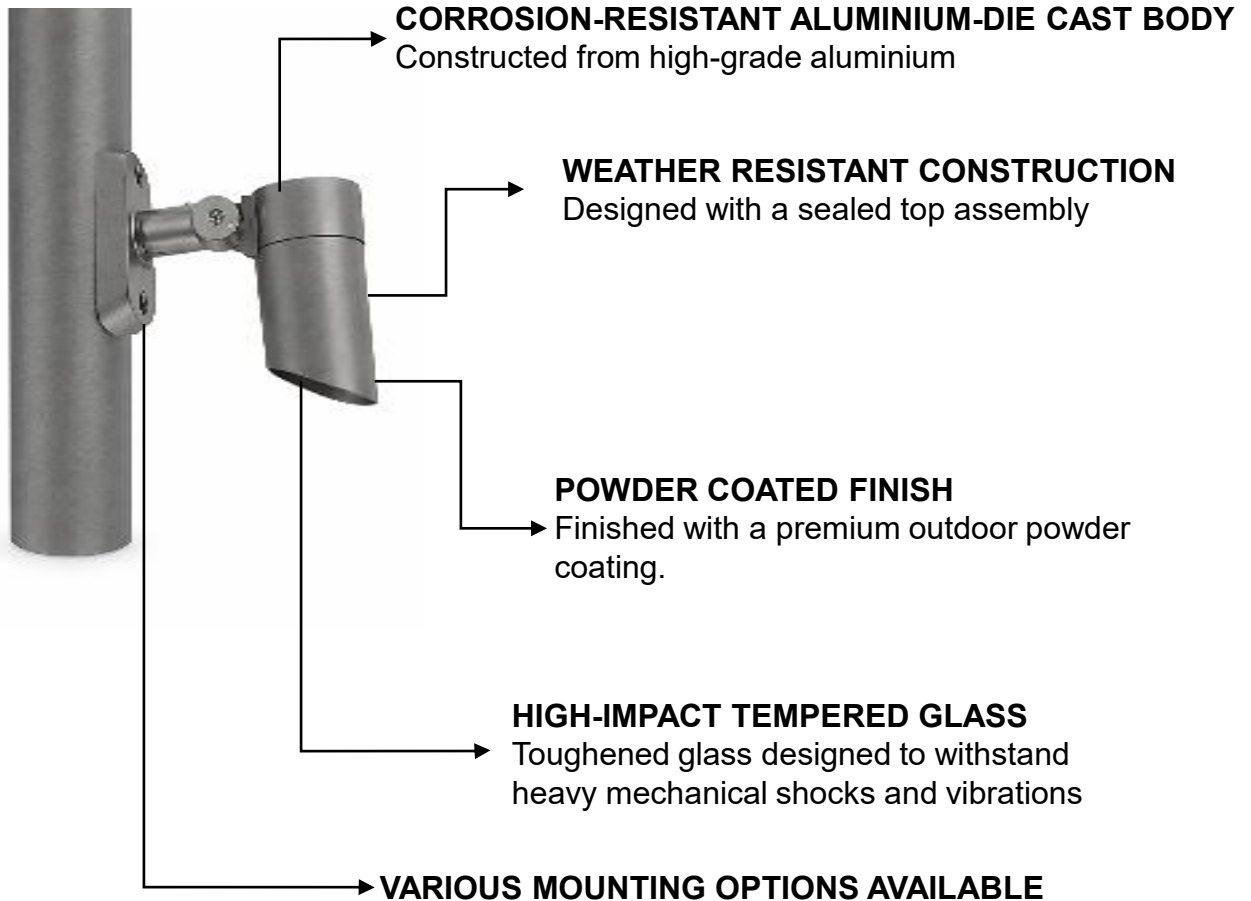 CORROSION-RESISTANT ALUMINIUM-DIE CAST BODY
Constructed from high-grade aluminium
WEATHER RESISTANT CONSTRUCTION
Designed with a sealed top assembly
POWDER COATED FINISH
Finished with a premium outdoor powder
coating.
HIGH-IMPACT TEMPERED GLASS
Toughened glass designed to withstand
heavy mechanical shocks and vibrations
VARIOUS MOUNTING OPTIONS AVAILABLE